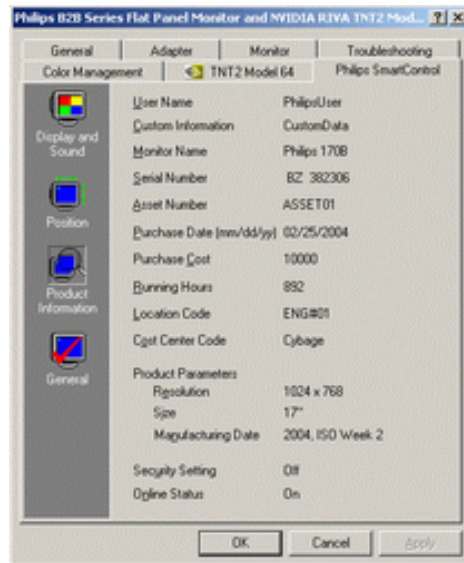 Philips B2B Series Flat Panel Monitor and NVIDIA RIVA TNT2 Mod... ? X
General Adapter Monitor Troubleshooting
Color Management TNT2 Model 64 Philips SmartControl
Display and Sound
Position
Product Information
General
User Name PhilipsUser
Custom Information CustomData
Monitor Name Philips 170B
Serial Number BZ 382306
Asset Number ASSET01
Purchase Date (mm/dd/yy) 02/25/2004
Purchase Cost 10000
Running Hours 892
Location Code ENG#01
Cost Center Code Cybage
Product Parameters
Resolution 1024 x 768
Size 17"
Manufacturing Date 2004, ISO Week 2
Security Setting Off
Online Status On
OK Cancel Apply